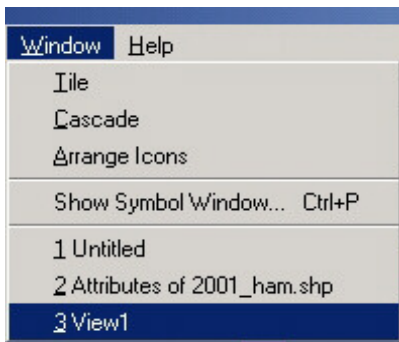 Window Help
Tile
Cascade
Arrange Icons
Show Symbol Window... Ctrl+P
1 Untitled
2 Attributes of 2001_ham.shp
3 View1